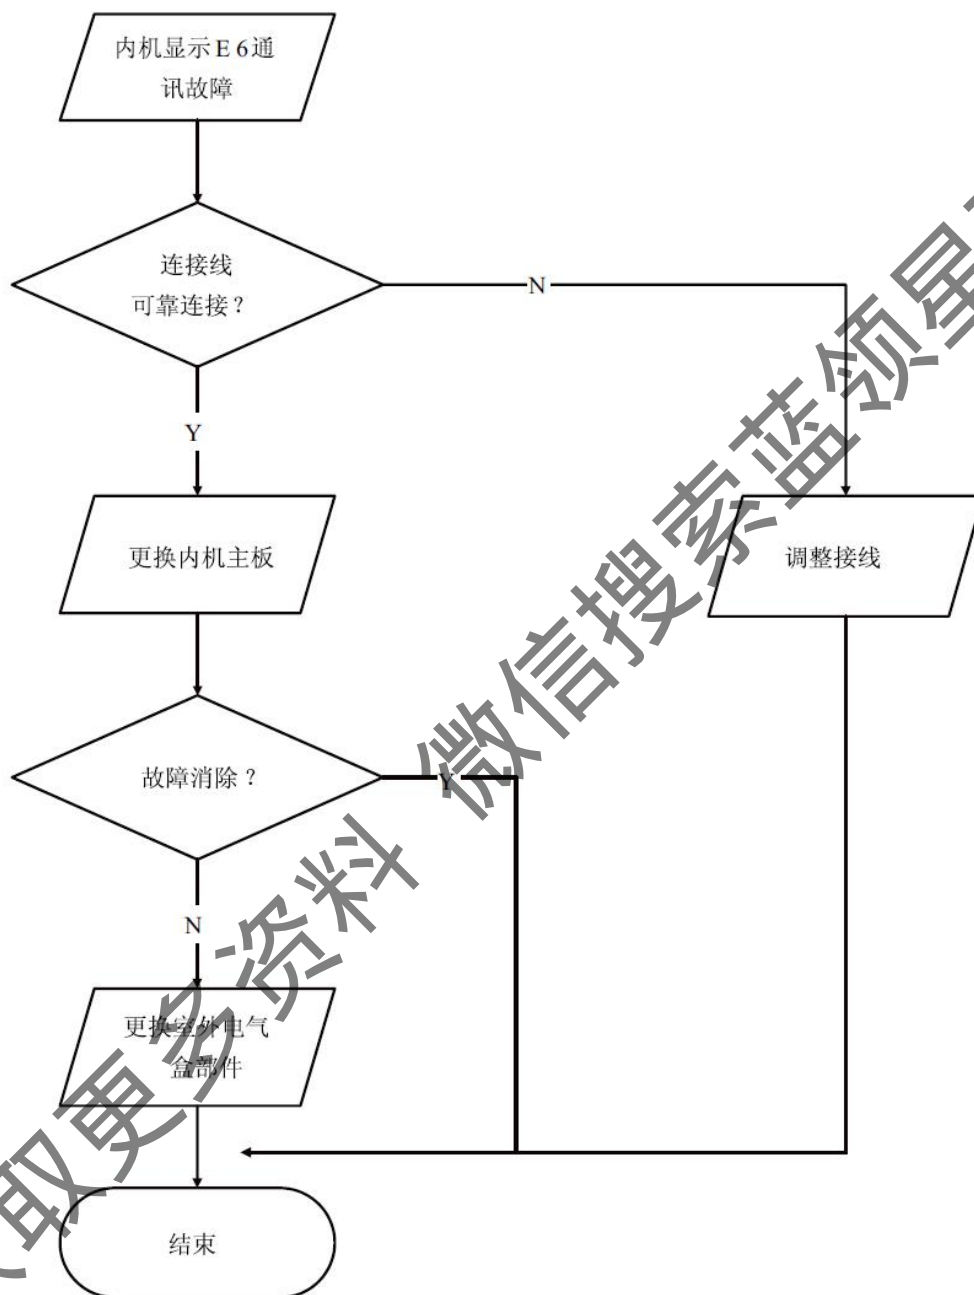 内机显示E6通
讯故障
连接线
可靠连接？
N
Y
更换内机主板
调整接线
故障消除？
Y
N
更换室外电气
盒部件
结束
取更多资料 微信搜索蓝领星